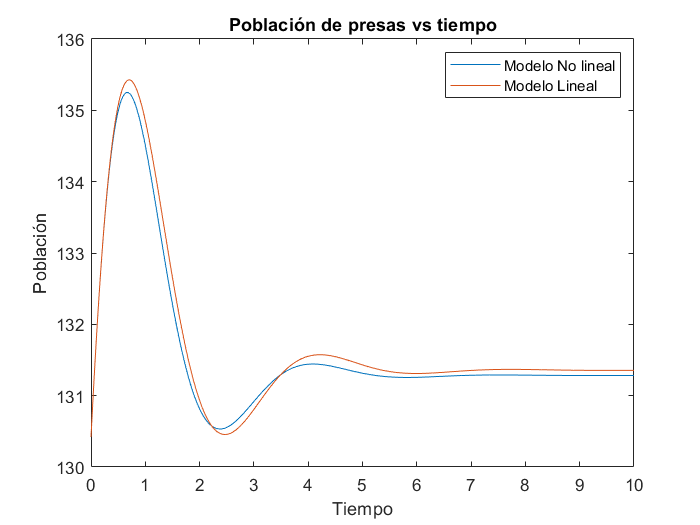 Población de presas vs tiempo
136
135
134
133
132
131
130
Población
Modelo No lineal
Modelo Lineal
0 1 2 3 4 5 6 7 8 9 10
Tiempo